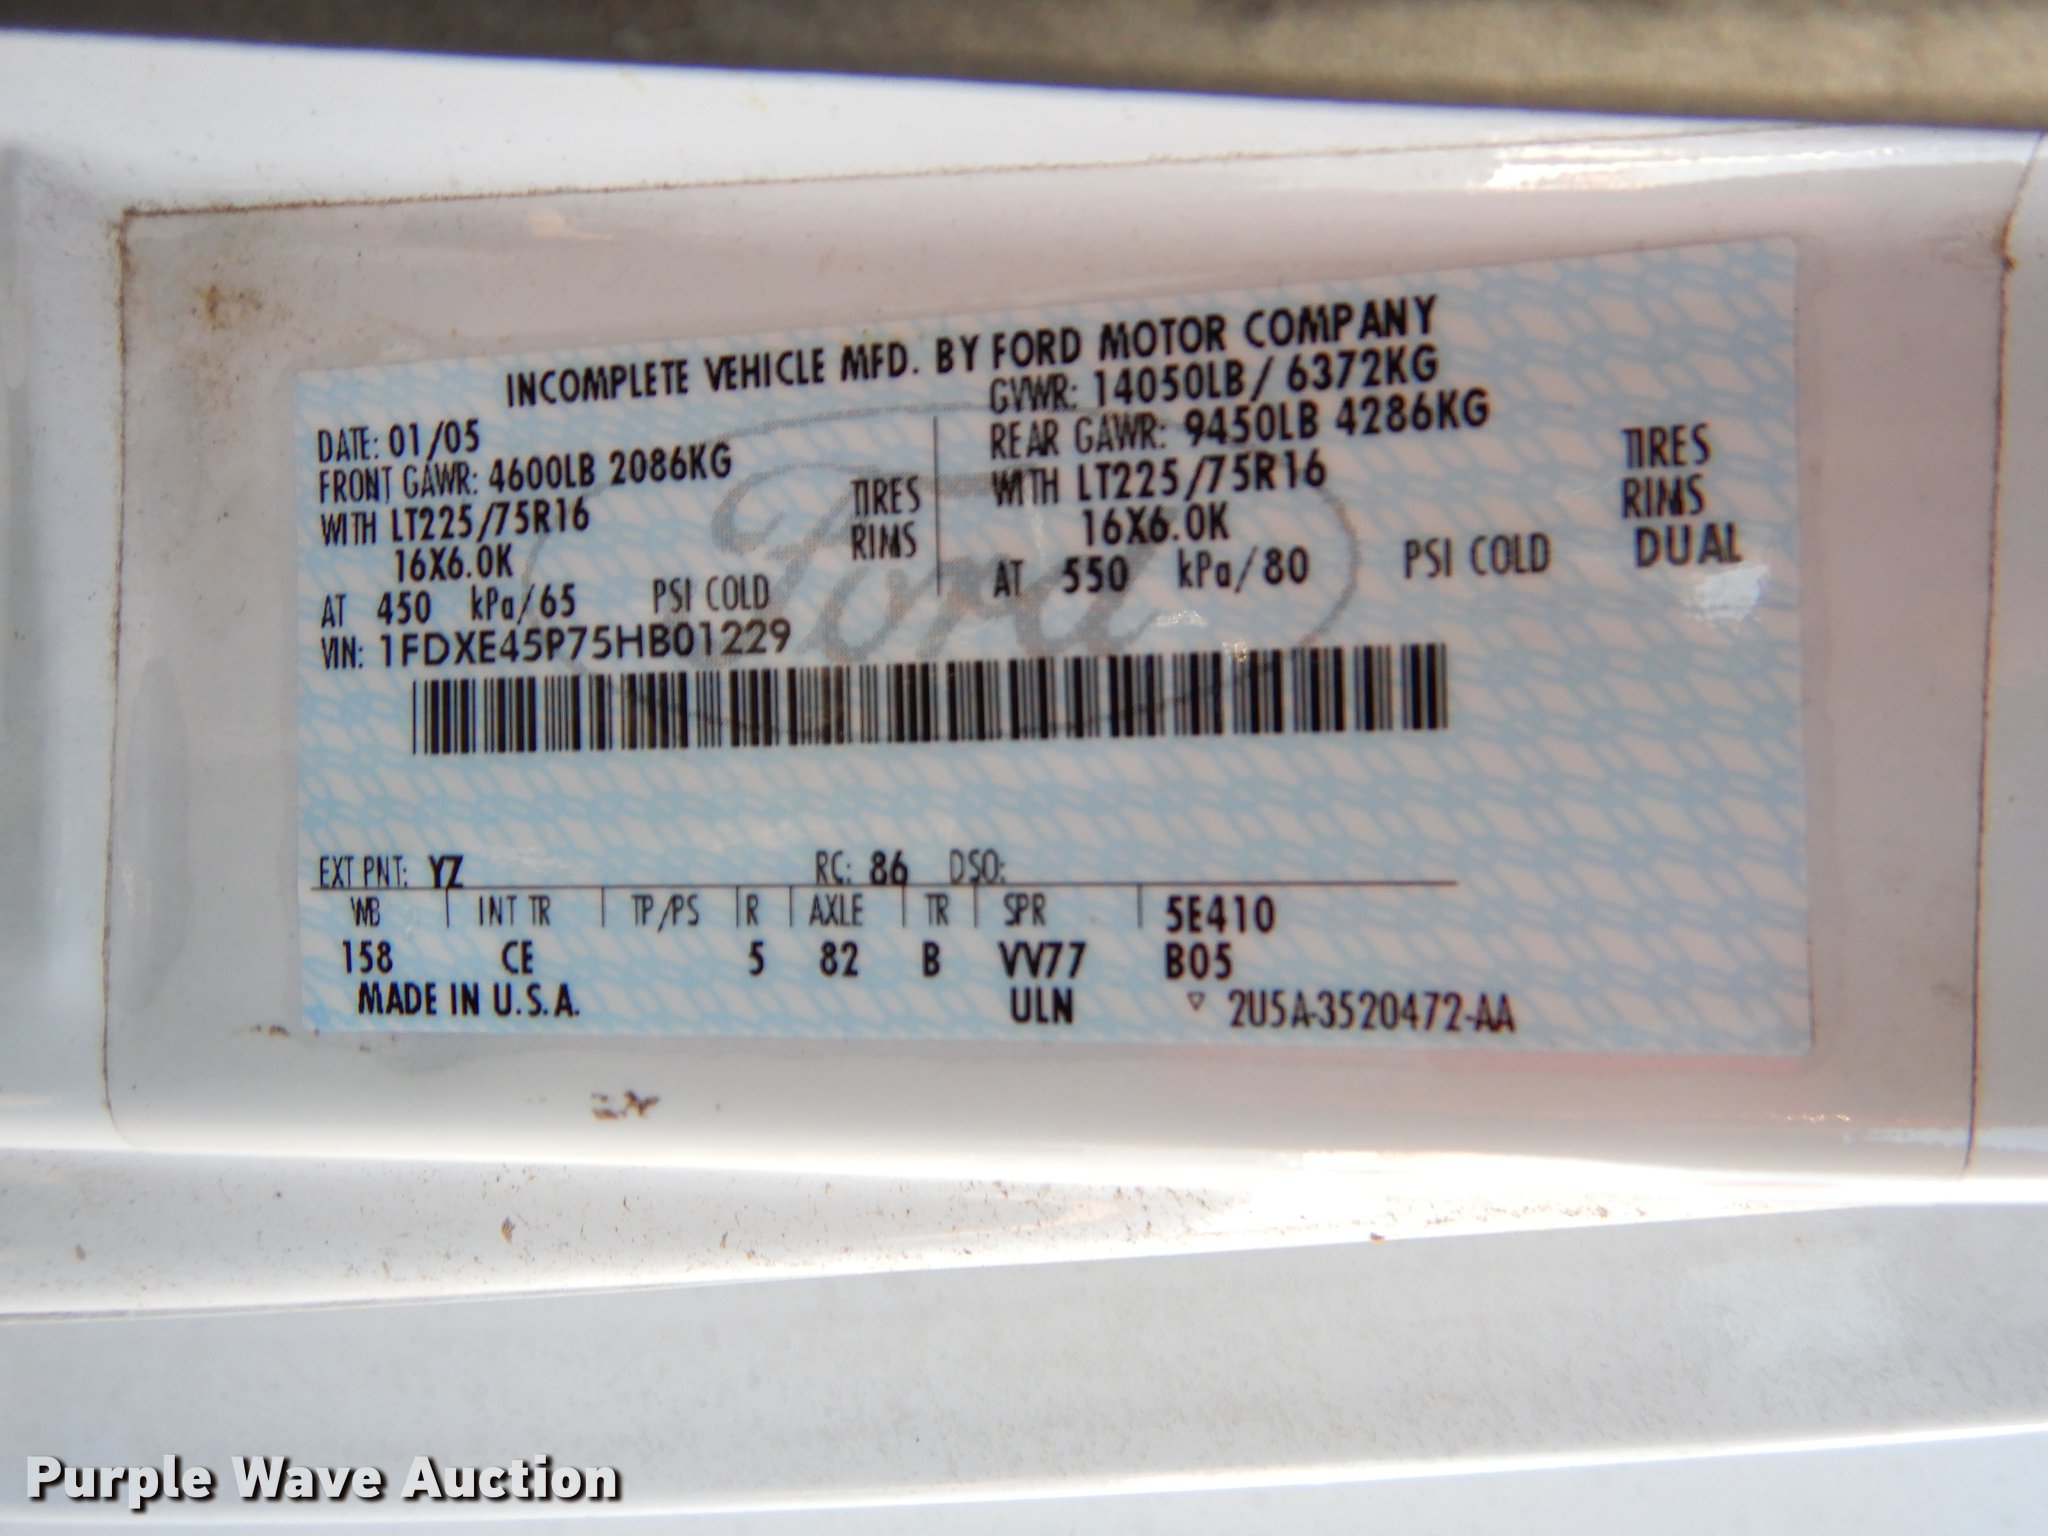 INCOMPLETE VEHICLE MFD. BY FORD MOTOR COMPANY
DATE: 01/05
GVWR: 14050LB/ 6372KG
FRONT GAWR: 4600LB 2086KG
REAR GAWR: 9450LB 4286KG
WITH LT225/75R16 TIRES
WITH LT225/75R16 TIRES
16X6.0K RIMS
16X6.0K RIMS
AT 450 kPa/65 PSI COLD
AT 550 kPa/80 PSI COLD DUAL
VIN: 1FDXE45P75HB01229
Ford
EXT PNT: YZ RC: 86 DSO:
WB INT TR TP/PS R AXLE TR SPR 5E410
158 CE 5 82 B VV77 B05
MADE IN U.S.A. ULN ▽ 2U5A-3520472-AA
Purple Wave Auction